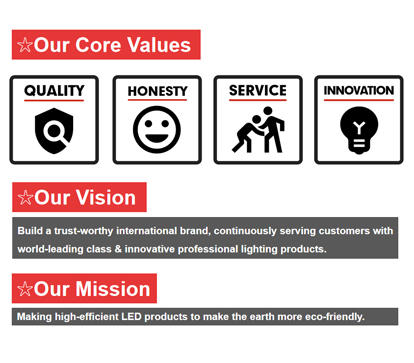 ☆Our Core Values
QUALITY
HONESTY
SERVICE
INNOVATION
☆Our Vision
Build a trust-worthy international brand, continuously serving customers with
world-leading class & innovative professional lighting products.
☆Our Mission
Making high-efficient LED products to make the earth more eco-friendly.